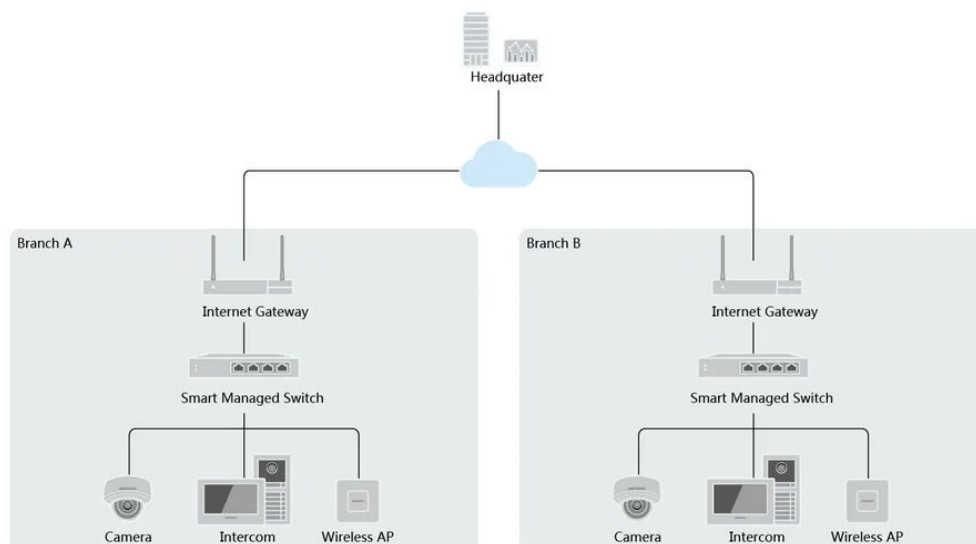 Headquater
Branch A
Branch B
Internet Gateway
Internet Gateway
Smart Managed Switch
Smart Managed Switch
Camera
Intercom
Wireless AP
Camera
Intercom
Wireless AP